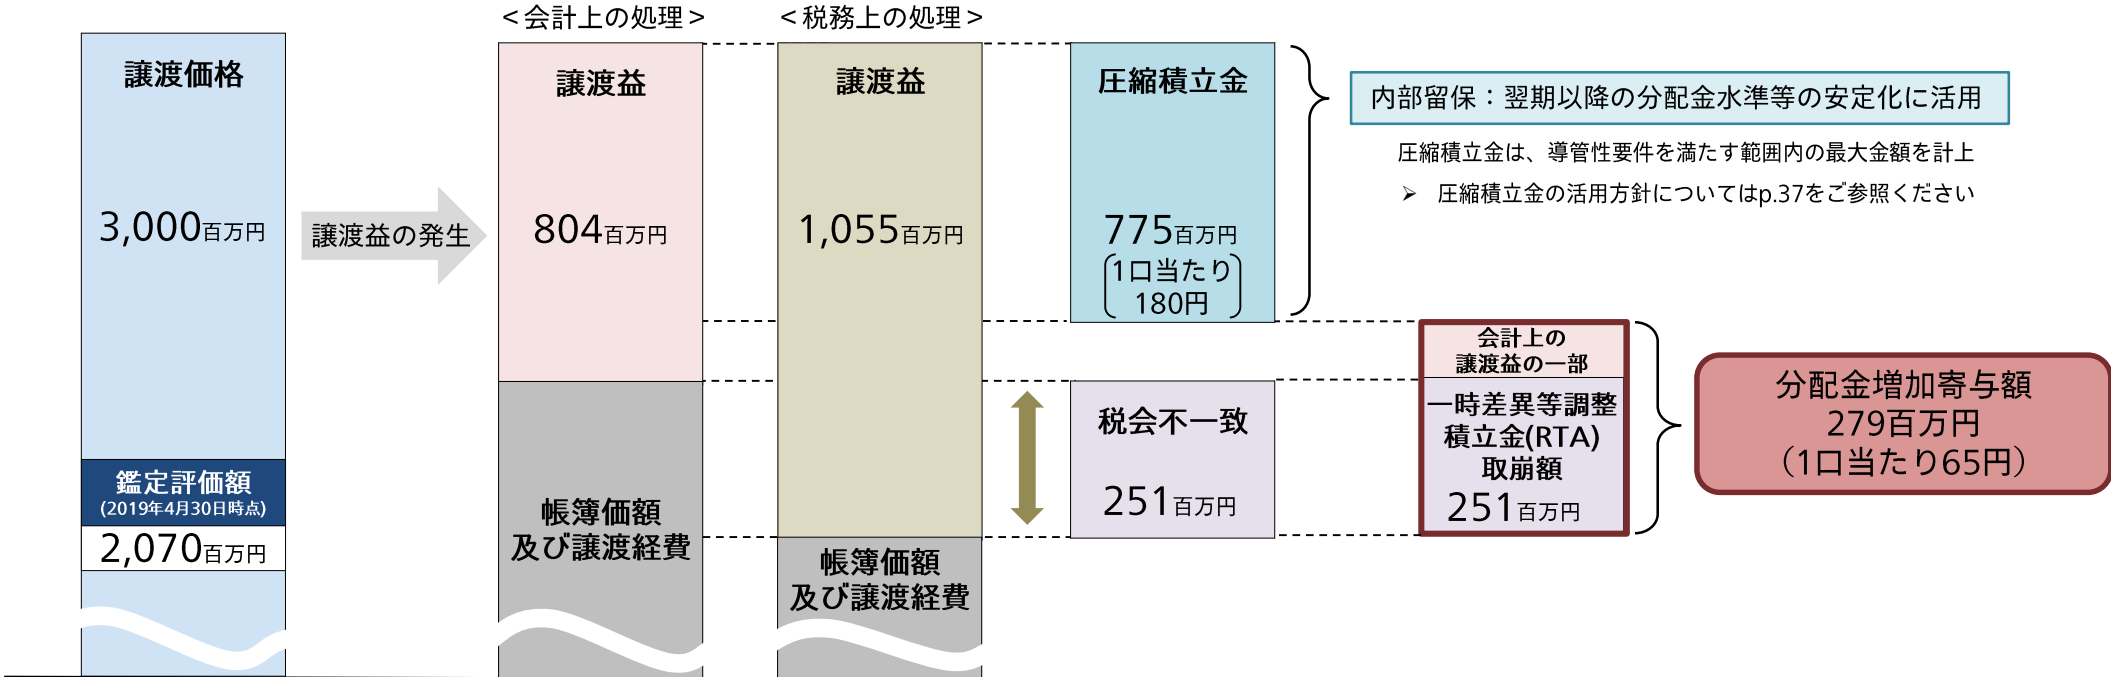 譲渡価格
3,000百万円
鑑定評価額
(2019年4月30日時点)
2,070百万円
譲渡益の発生
<会計上の処理>
譲渡益
804百万円
帳簿価額
及び譲渡経費
<税務上の処理>
譲渡益
1,055百万円
帳簿価額
及び譲渡経費
圧縮積立金
775百万円
1口当たり
180円
税会不一致
251百万円
内部留保：翌期以降の分配金水準等の安定化に活用
圧縮積立金は、導管性要件を満たす範囲内の最大金額を計上
➢ 圧縮積立金の活用方針についてはp.37をご参照ください
会計上の
譲渡益の一部
一時差異等調整
積立金(RTA)
取崩額
251百万円
分配金増加寄与額
279百万円
（1口当たり65円）